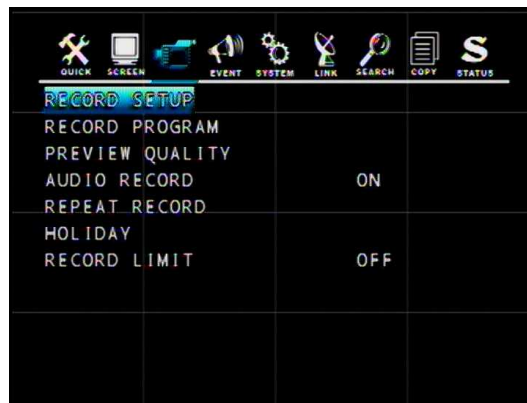 QUICK SCREEN EVENT SYSTEM LINK SEARCH COPY STATUS
RECORD SETUP
RECORD PROGRAM
PREVIEW QUALITY
AUDIO RECORD ON
REPEAT RECORD
HOLIDAY
RECORD LIMIT OFF